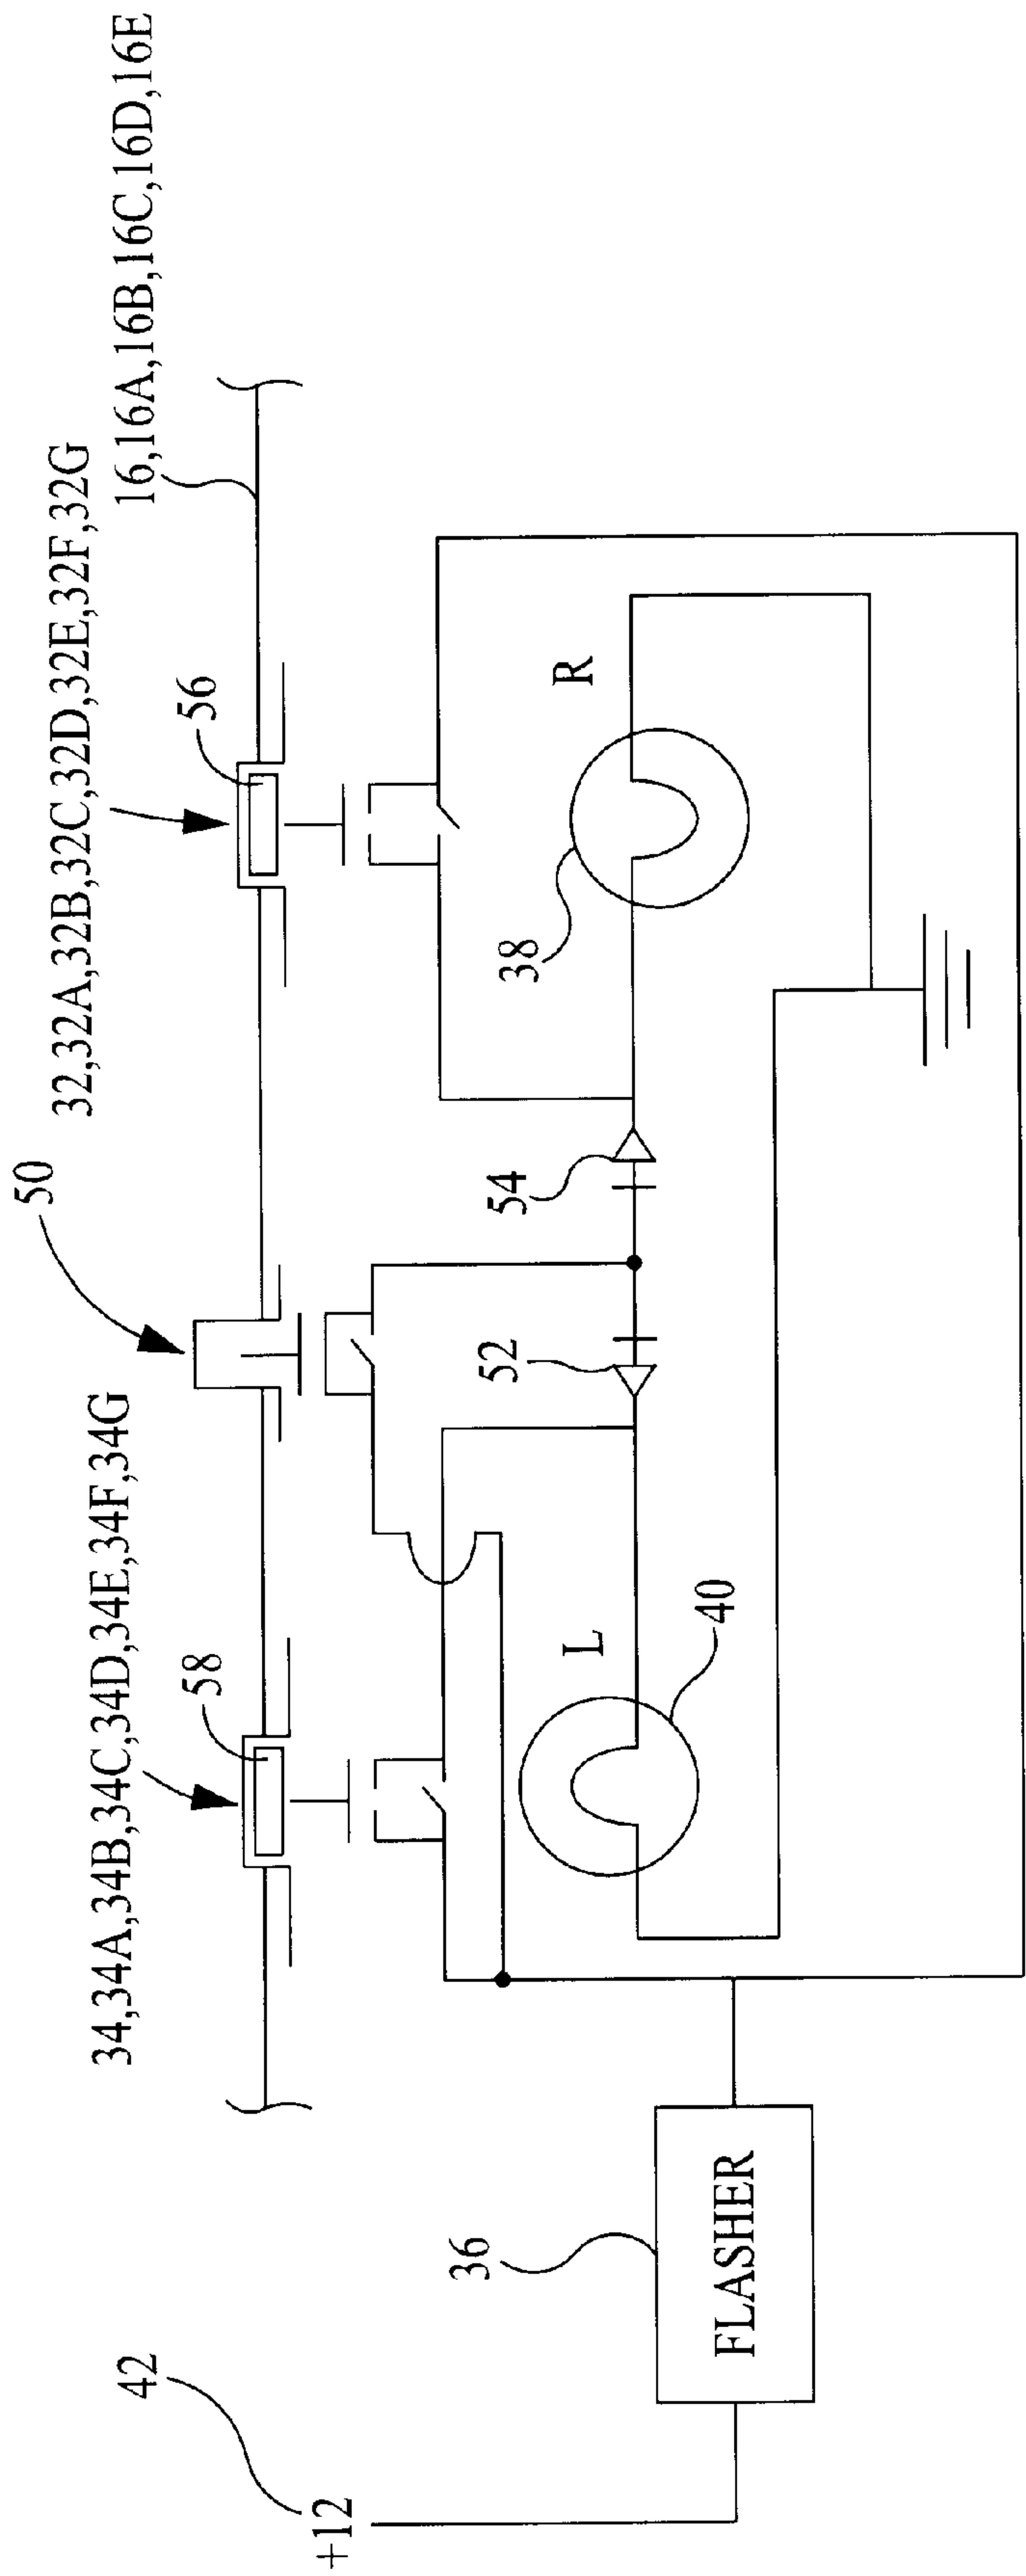 16,16A,16B,16C,16D,16E
32,32A,32B,32C,32D,32E,32F,32G
50
34,34A,34B,34C,34D,34E,34F,34G
56
58
R
38
54
52
L
40
42
+12
36
FLASHER